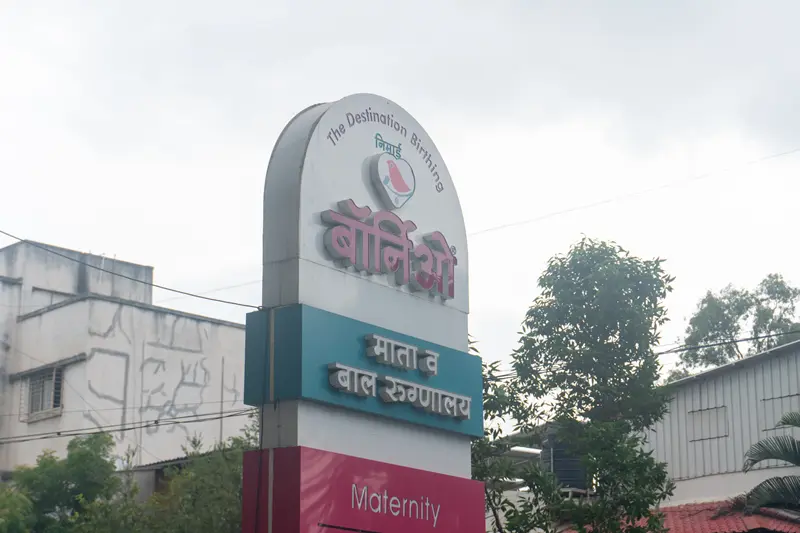 The Destination Birthing
निमाई
बॉर्निओ®
माता व
बाल रुग्णालय
Maternity